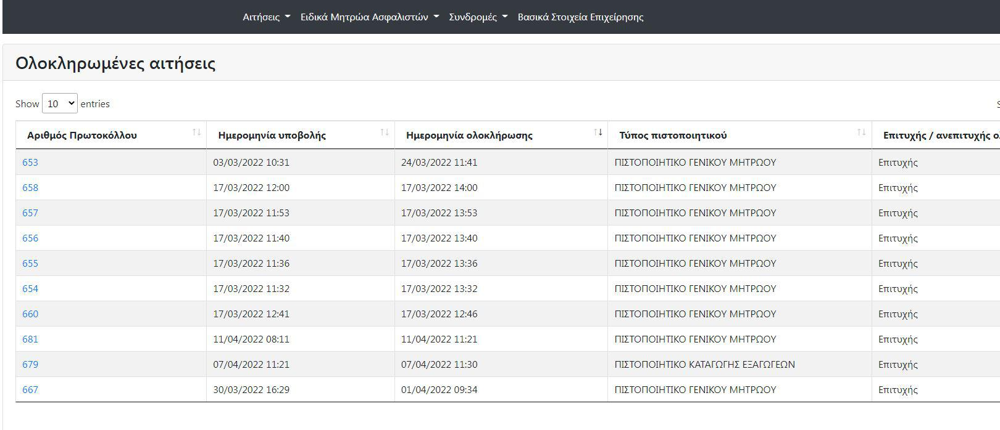 Αιτήσεις Ειδικά Μητρώα Ασφαλιστών Συνδρομές Βασικά Στοιχεία Επιχείρησης
Ολοκληρωμένες αιτήσεις
Show 10 entries
Αριθμός Πρωτοκόλλου Ημερομηνία υποβολής Ημερομηνία ολοκλήρωσης Τύπος πιστοποιητικού Επιτυχής / ανεπιτυχής
653 03/03/2022 10:31 24/03/2022 11:41 ΠΙΣΤΟΠΟΙΗΤΙΚΟ ΓΕΝΙΚΟΥ ΜΗΤΡΩΟΥ Επιτυχής
658 17/03/2022 12:00 17/03/2022 14:00 ΠΙΣΤΟΠΟΙΗΤΙΚΟ ΓΕΝΙΚΟΥ ΜΗΤΡΩΟΥ Επιτυχής
657 17/03/2022 11:53 17/03/2022 13:53 ΠΙΣΤΟΠΟΙΗΤΙΚΟ ΓΕΝΙΚΟΥ ΜΗΤΡΩΟΥ Επιτυχής
656 17/03/2022 11:40 17/03/2022 13:40 ΠΙΣΤΟΠΟΙΗΤΙΚΟ ΓΕΝΙΚΟΥ ΜΗΤΡΩΟΥ Επιτυχής
655 17/03/2022 11:36 17/03/2022 13:36 ΠΙΣΤΟΠΟΙΗΤΙΚΟ ΓΕΝΙΚΟΥ ΜΗΤΡΩΟΥ Επιτυχής
654 17/03/2022 11:32 17/03/2022 13:32 ΠΙΣΤΟΠΟΙΗΤΙΚΟ ΓΕΝΙΚΟΥ ΜΗΤΡΩΟΥ Επιτυχής
660 17/03/2022 12:41 17/03/2022 12:46 ΠΙΣΤΟΠΟΙΗΤΙΚΟ ΓΕΝΙΚΟΥ ΜΗΤΡΩΟΥ Επιτυχής
681 11/04/2022 08:11 11/04/2022 11:21 ΠΙΣΤΟΠΟΙΗΤΙΚΟ ΓΕΝΙΚΟΥ ΜΗΤΡΩΟΥ Επιτυχής
679 07/04/2022 11:21 07/04/2022 11:30 ΠΙΣΤΟΠΟΙΗΤΙΚΟ ΚΑΤΑΓΩΓΗΣ ΕΞΑΓΩΓΕΩΝ Επιτυχής
667 30/03/2022 16:29 01/04/2022 09:34 ΠΙΣΤΟΠΟΙΗΤΙΚΟ ΓΕΝΙΚΟΥ ΜΗΤΡΩΟΥ Επιτυχής